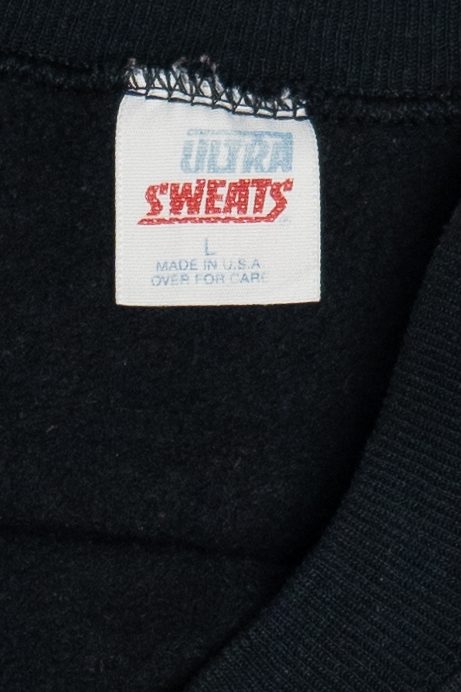 ULTRA
SWEATS
L
MADE IN U.S.A
OVER FOR CARE